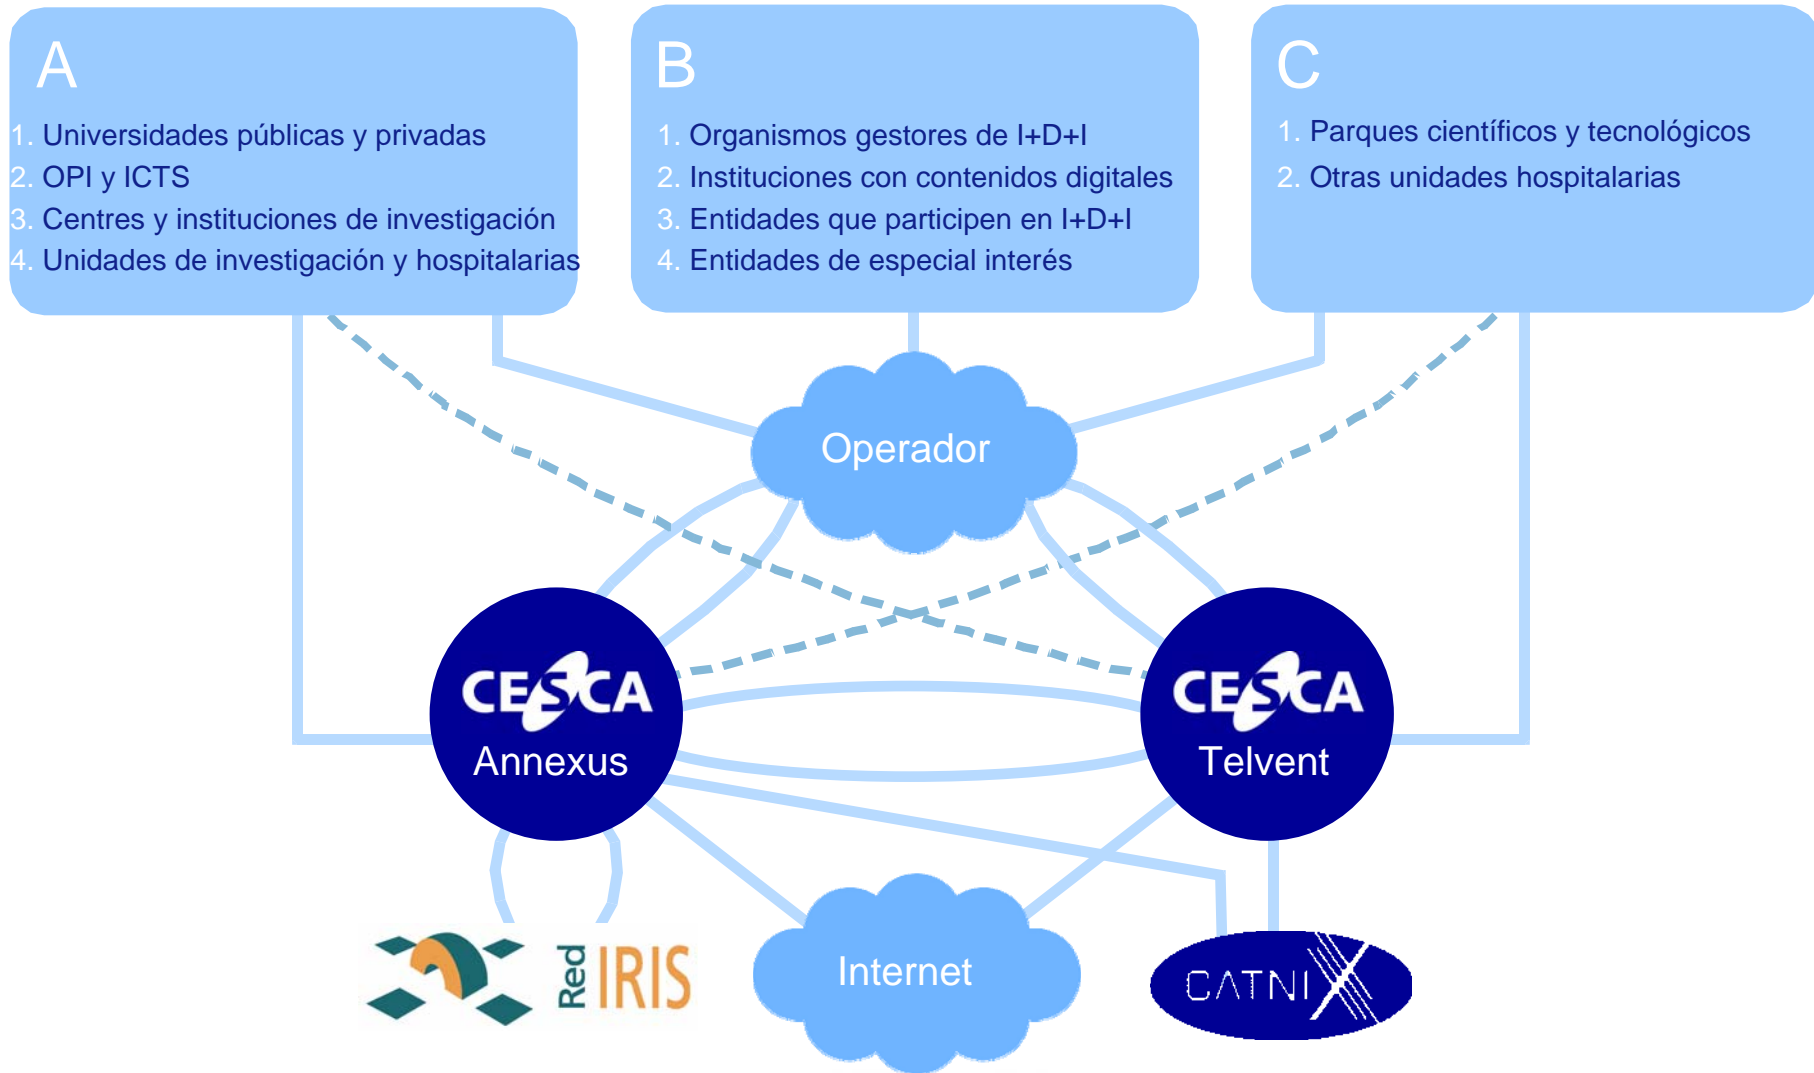 A
1. Universidades públicas y privadas
2. OPI y ICTS
3. Centres y instituciones de investigación
4. Unidades de investigación y hospitalarias
B
1. Organismos gestores de I+D+I
2. Instituciones con contenidos digitales
3. Entidades que participen en I+D+I
4. Entidades de especial interés
C
1. Parques científicos y tecnológicos
2. Otras unidades hospitalarias
Operador
CESCA
Annexus
CESCA
Telvent
Red IRIS
Internet
CATNIX